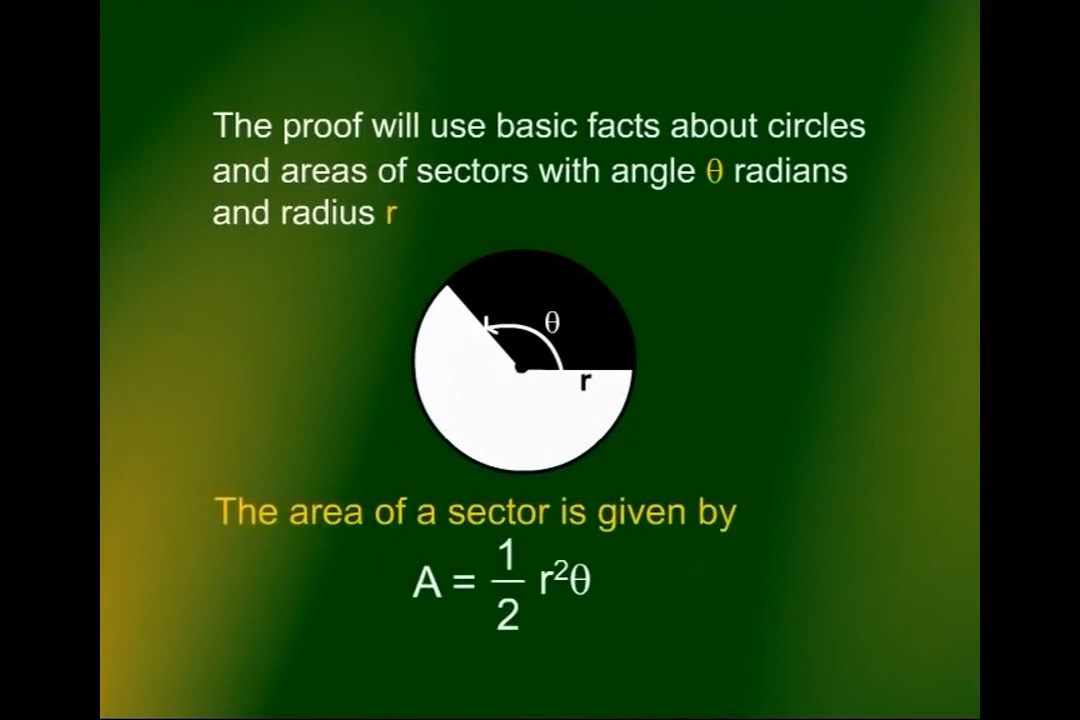 The proof will use basic facts about circles
and areas of sectors with angle θ radians
and radius r
θ
r
The area of a sector is given by
A = 1/2 r²θ